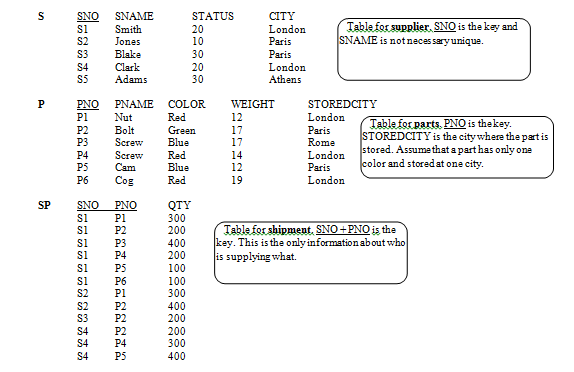 S SNO SNAME STATUS CITY
S1 Smith 20 London
S2 Jones 10 Paris
S3 Blake 30 Paris
S4 Clark 20 London
S5 Adams 30 Athens
Table for supplier. SNO is the key and
SNAME is not necessary unique.
P PNO PNAME COLOR WEIGHT STOREDCITY
P1 Nut Red 12 London
P2 Bolt Green 17 Paris
P3 Screw Blue 17 Rome
P4 Screw Red 14 London
P5 Cam Blue 12 Paris
P6 Cog Red 19 London
Table for parts. PNO is the key.
STOREDCITY is the city where the part is
stored. Assume that a part has only one
color and stored at one city.
SP SNO PNO QTY
S1 P1 300
S1 P2 200
S1 P3 400
S1 P4 200
S1 P5 100
S1 P6 100
S2 P1 300
S2 P2 400
S3 P2 200
S4 P2 200
S4 P4 300
S4 P5 400
Table for shipment. SNO+PNO is the
key. This is the only information about who
is supplying what.